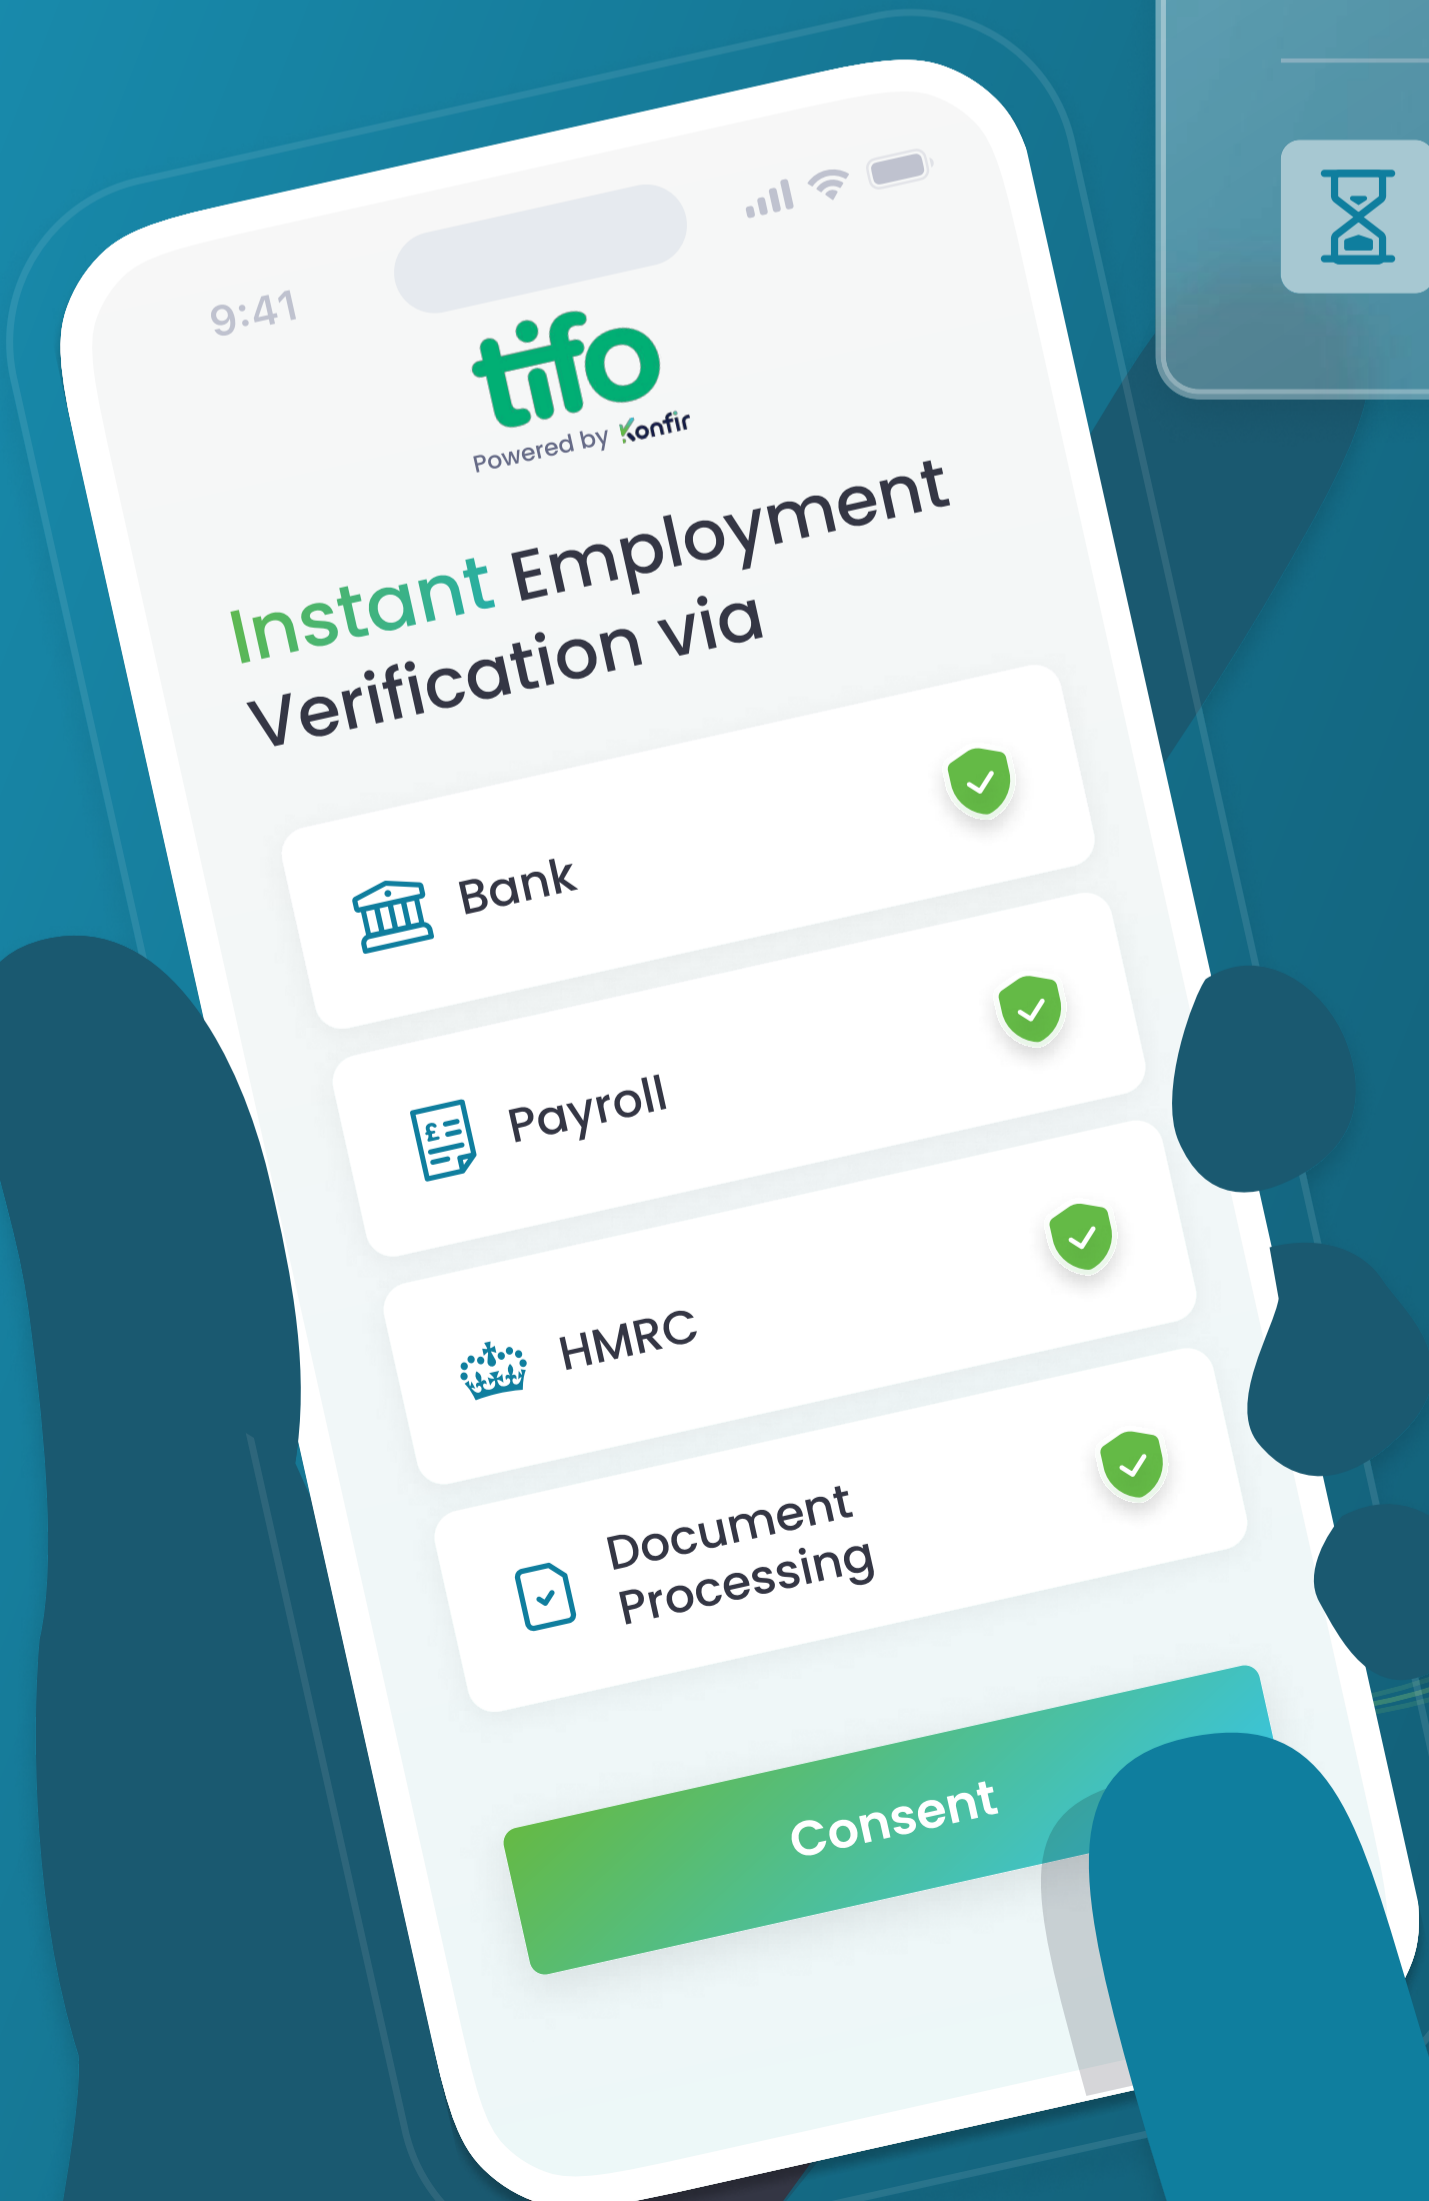 9:41
tifo
Powered by Konfir
Instant Employment
Verification via
Bank
£
Payroll
HMRC
Document
Processing
Consent